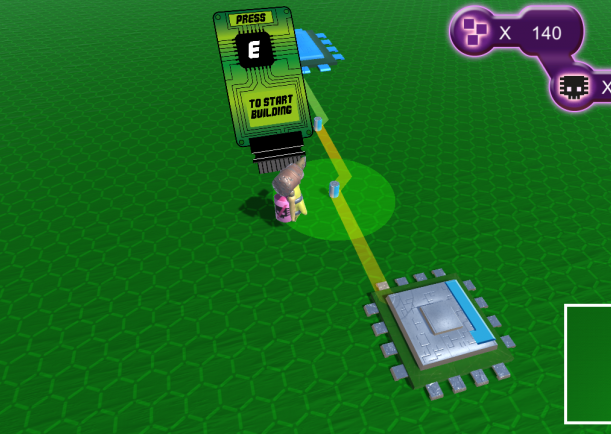 PRESS
E
TO START
BUILDING
X 140
X